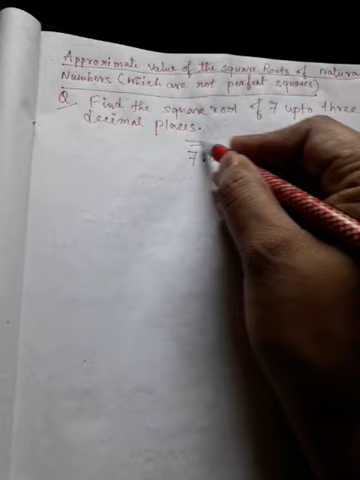 Approximate Value of the square Roots of Natural
Numbers (Which are not perfect squares)
Q. Find the square root of 7 upto three
decimal places.
7.